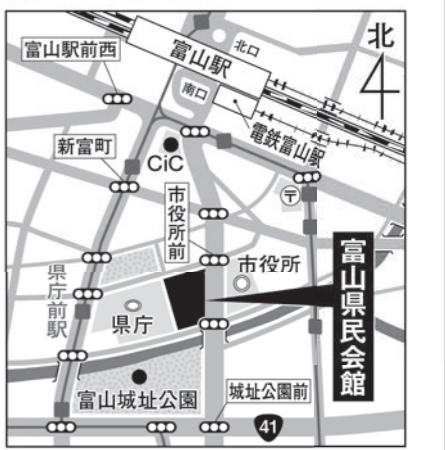 富山駅
北口
北
富山駅前西
南口
電鉄富山駅
新富町
CiC
〒
市役所前
市役所
富山県民会館
県庁前駅
県庁
富山城址公園
城址公園前
41